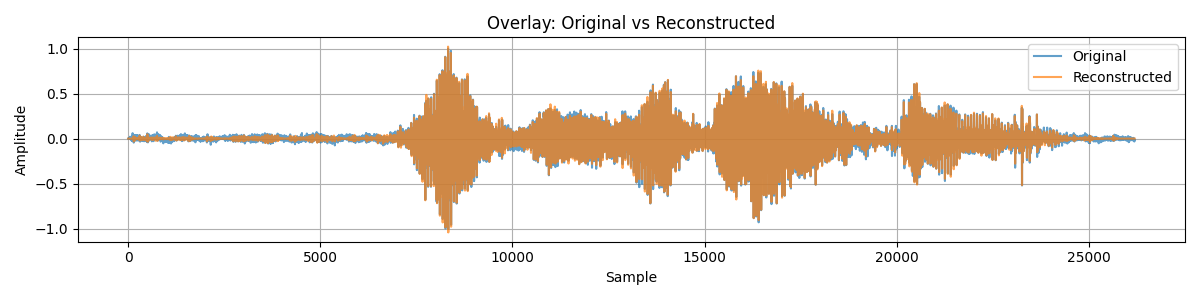 Overlay: Original vs Reconstructed
Original
Reconstructed
Amplitude
1.0
0.5
0.0
−0.5
−1.0
0
5000
10000
15000
20000
25000
Sample